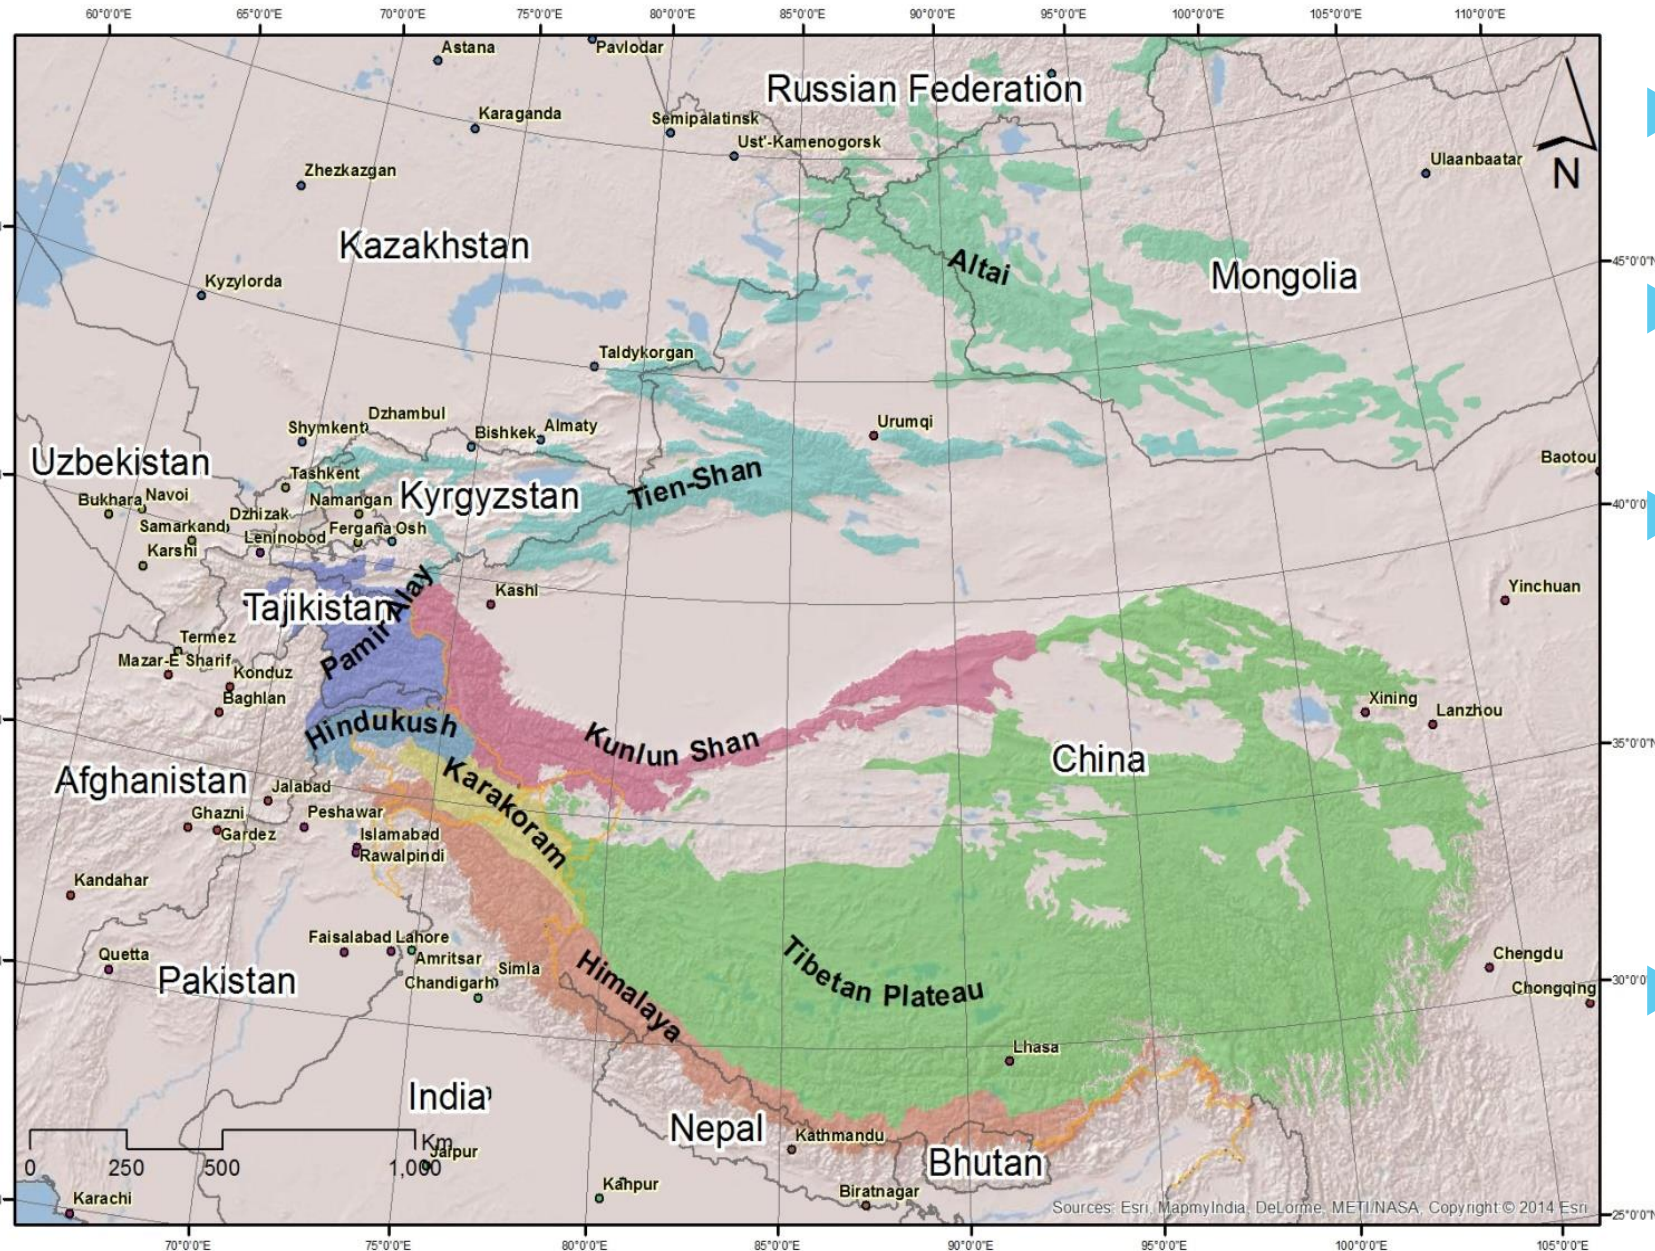 60°0'0"E 65°0'0"E 70°0'0"E 75°0'0"E 80°0'0"E 85°0'0"E 90°0'0"E 95°0'0"E 100°0'0"E 105°0'0"E 110°0'0"E
Astana
Pavlodar
Russian Federation
Karaganda
Semipalatinsk
Ust'-Kamenogorsk
Ulaanbaatar
N
Zhezkazgan
Kazakhstan
Altai
Mongolia
45°0'0"N
Kyzylorda
Taldykorgan
Dzhambul
Shymkent
Bishkek
Almaty
Urumqi
Uzbekistan
Baotou
Tashkent
Tien-Shan
Bukhara
Navoi
Namangan
Kyrgyzstan
40°0'0"N
Dzhizak
Samarkand
Fergana
Osh
Leninobod
Karshi
Kashl
Yinchuan
Tajikistan
Pamir Alay
Termez
Mazar-E Sharif
Konduz
Baghlan
Xining
Lanzhou
Hindukush
Kunlun Shan
China
35°0'0"N
Afghanistan
Karakoram
Jalabad
Ghazni
Gardez
Peshawar
Islamabad
Rawalpindi
Kandahar
Faisalabad
Lahore
Amritsar
Quetta
Simla
Chandigarh
Pakistan
Himalaya
Tibetan Plateau
Chengdu
30°0'0"N
Chongqing
Lhasa
India
Nepal
Kathmandu
Bhutan
Km
0 250 500 1,000
Jaipur
Kanpur
Biratnagar
Karachi
Sources: Esri, MapmyIndia, DeLorme, METI/NASA, Copyright © 2014 Esri
25°0'0"N
70°0'0"E 75°0'0"E 80°0'0"E 85°0'0"E 90°0'0"E 95°0'0"E 100°0'0"E 105°0'0"E